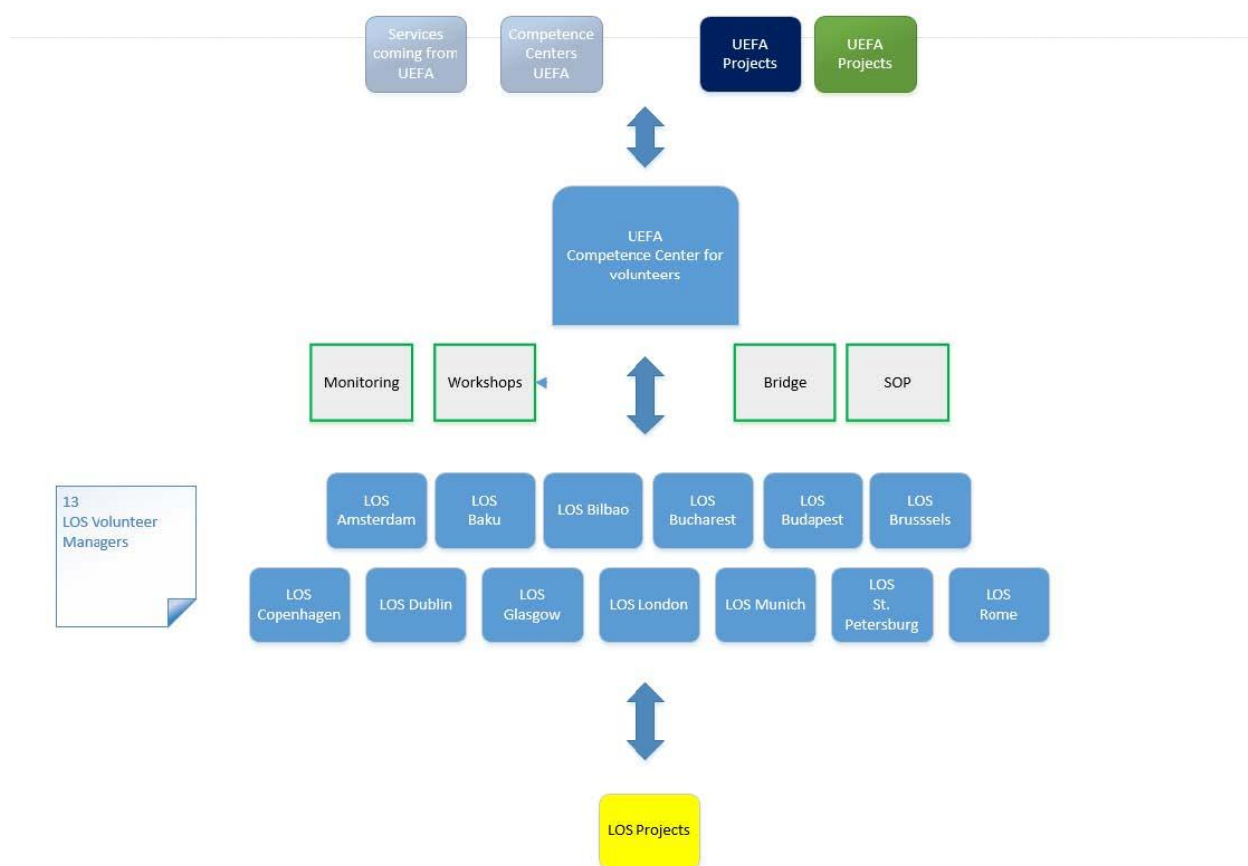 Services
coming from
UEFA
Competence
Centers
UEFA
UEFA
Projects
UEFA
Projects
UEFA
Competence Center for
volunteers
Monitoring
Workshops
Bridge
SOP
13
LOS Volunteer
Managers
LOS
Amsterdam
LOS
Baku
LOS Bilbao
LOS
Bucharest
LOS
Budapest
LOS
Brusssels
LOS
Copenhagen
LOS Dublin
LOS
Glasgow
LOS London
LOS Munich
LOS
St.
Petersburg
LOS
Rome
LOS Projects